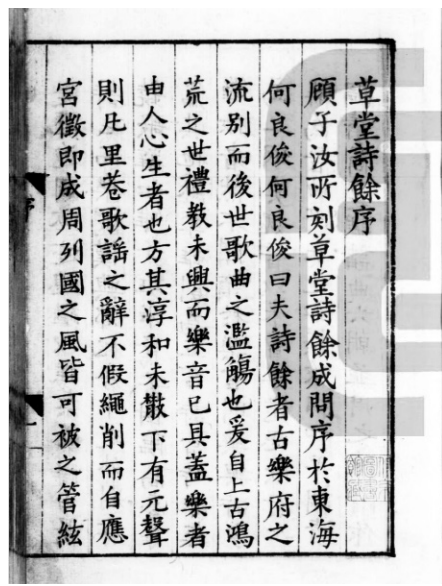 草堂詩餘序
顧子汝所刻草堂詩餘成問序於東海
何良俊何良俊曰夫詩餘者古樂府之
流别而後世歌曲之濫觴也爰自上古鴻
荒之世禮教未興而樂音已具蓋樂者
由人心生者也方其淳和未散下有元聲
則凡里巷歌謡之辭不假繩削而自應
宮徵即成周列國之風皆可被之管絃